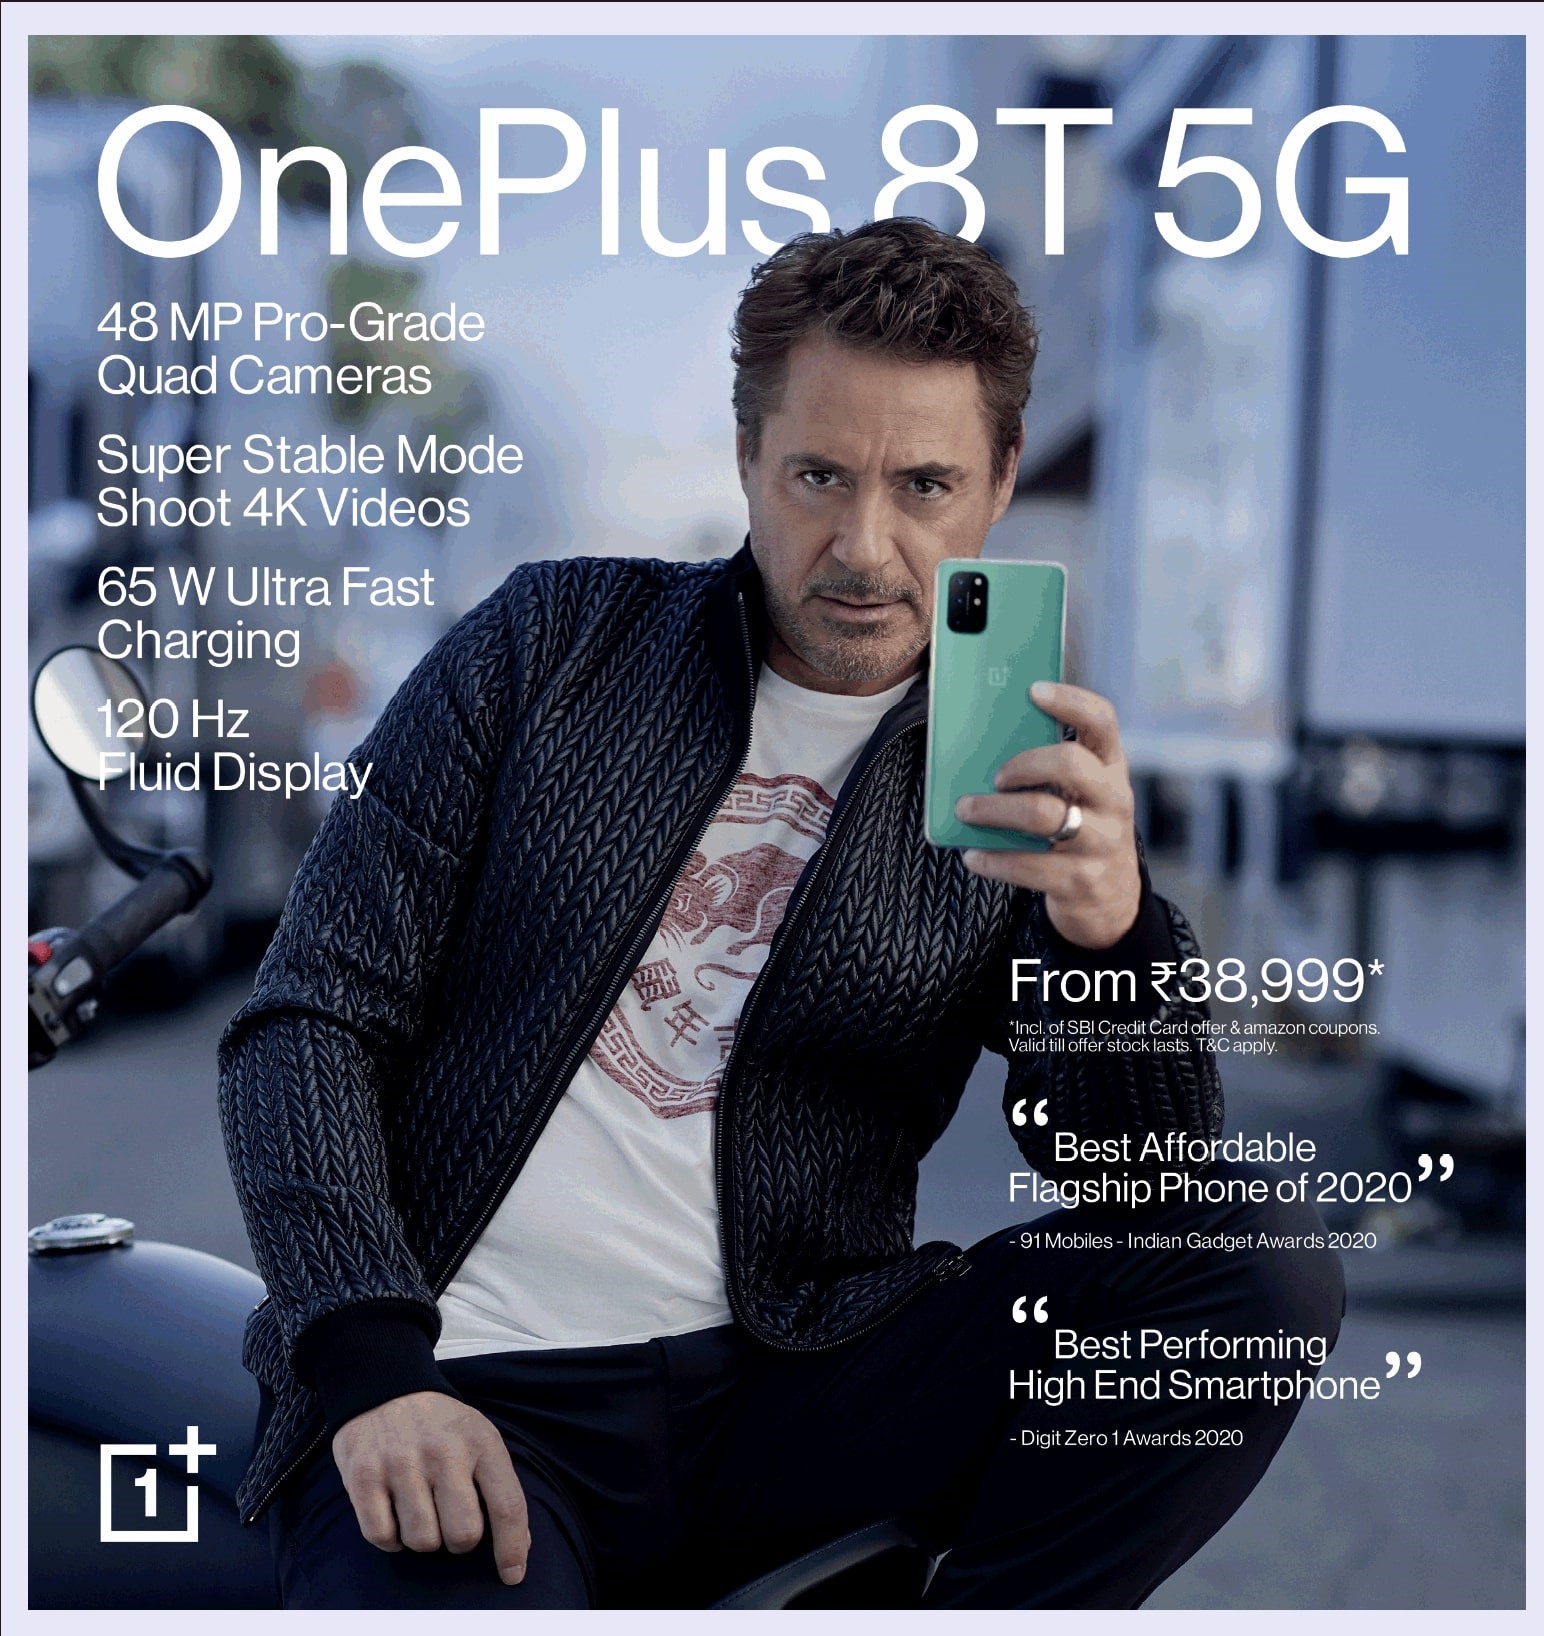 OnePlus 8T 5G
48 MP Pro-Grade
Quad Cameras
Super Stable Mode
Shoot 4K Videos
65 W Ultra Fast
Charging
120 Hz
Fluid Display
鼠年
From ₹38,999*
*Incl. of SBI Credit Card offer & amazon coupons.
Valid till offer stock lasts. T&C apply.
“Best Affordable
Flagship Phone of 2020”
- 91 Mobiles - Indian Gadget Awards 2020
“Best Performing
High End Smartphone”
- Digit Zero 1 Awards 2020
1+